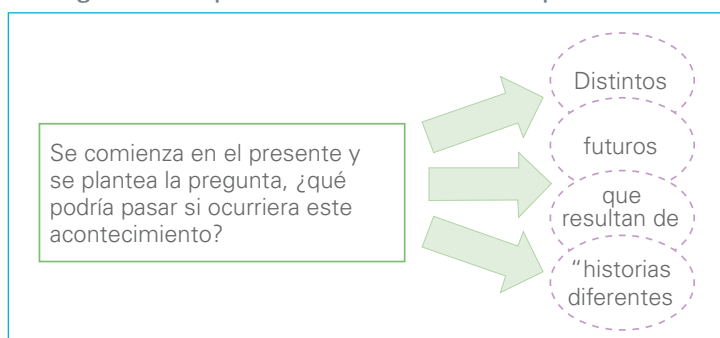 Se comienza en el presente y
se plantea la pregunta, ¿qué
podría pasar si ocurriera este
acontecimiento?
Distintos
futuros
que
resultan de
“historias
diferentes